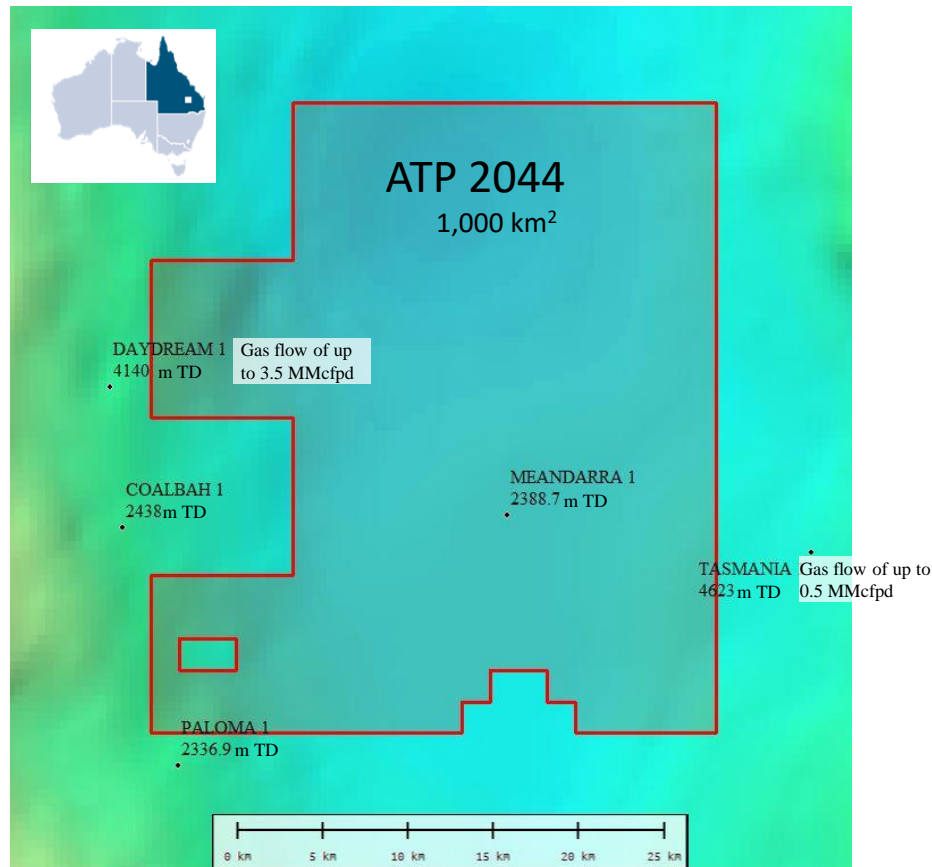 ATP 2044
1,000 km²
DAYDREAM 1
4140 m TD
Gas flow of up
to 3.5 MMcfpd
COALBAH 1
2438m TD
MEANDARRA 1
2388.7 m TD
TASMANIA
4623m TD
Gas flow of up to
0.5 MMcfpd
PALOMA 1
2336.9 m TD
0 km 5 km 10 km 15 km 20 km 25 km